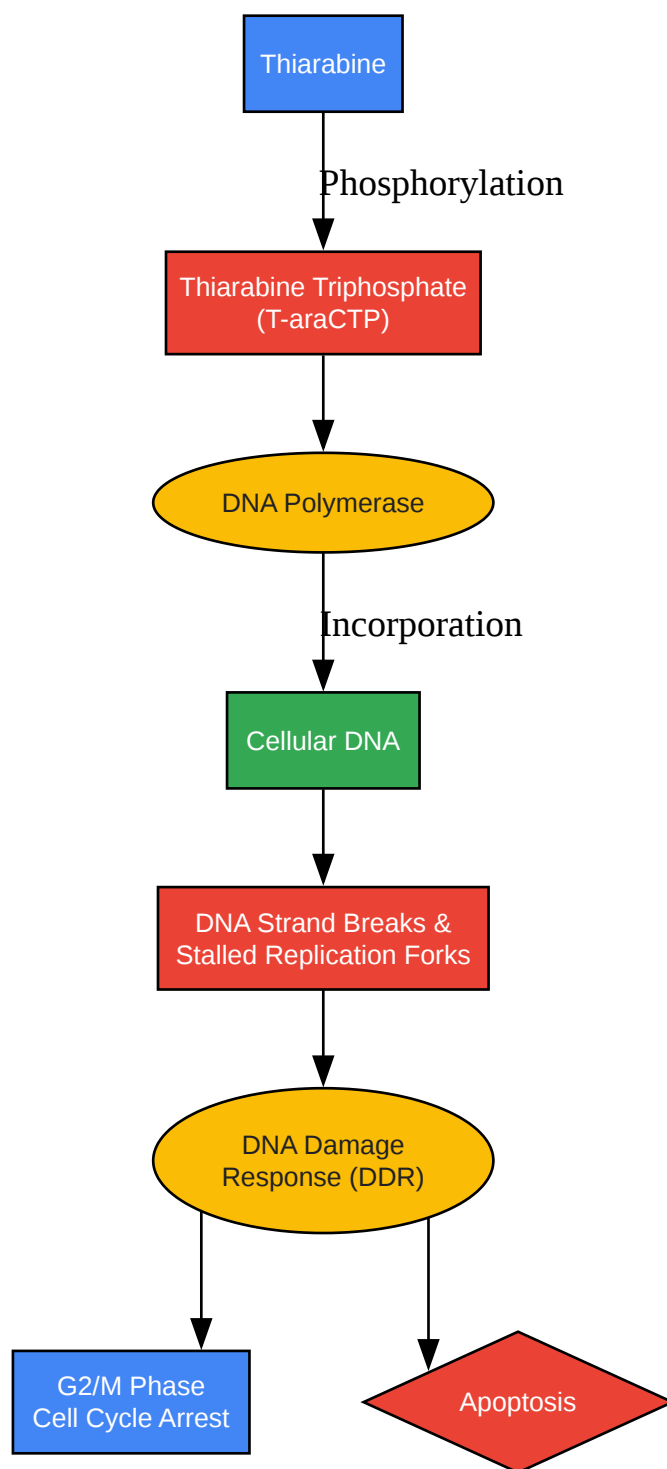 Thiarabine
Phosphorylation
Thiarabine Triphosphate
(T-araCTP)
DNA Polymerase
Incorporation
Cellular DNA
DNA Strand Breaks &
Stalled Replication Forks
DNA Damage
Response (DDR)
G2/M Phase
Cell Cycle Arrest
Apoptosis